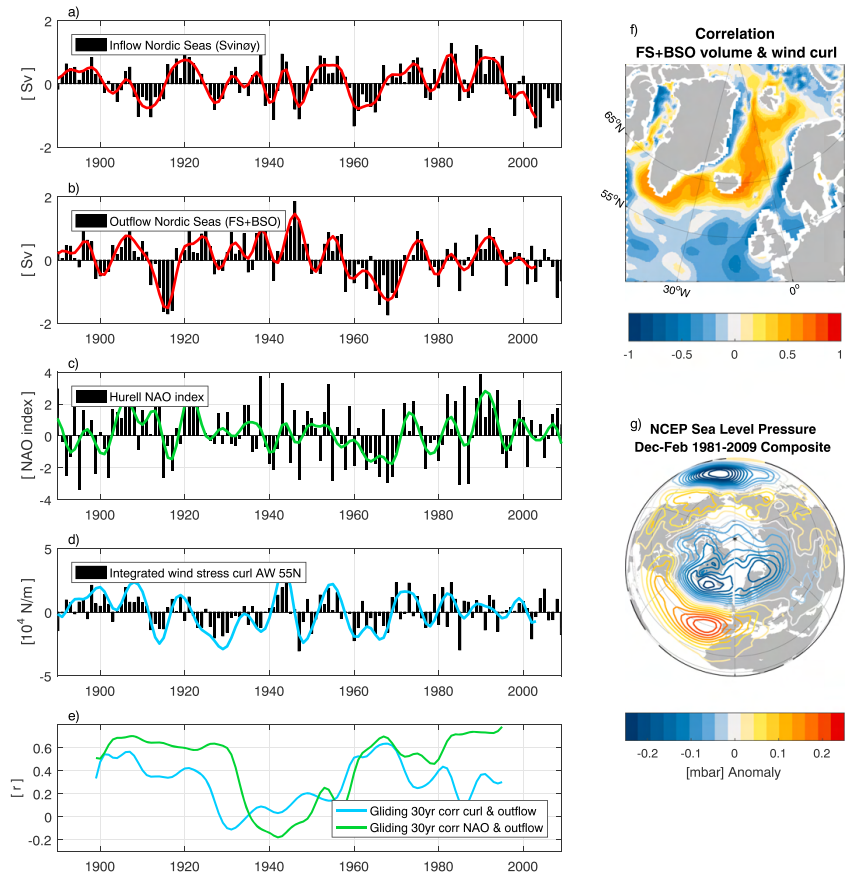 a)
Inflow Nordic Seas (Svinøy)
[ Sv]
2
0
-2
1900
1920
1940
1960
1980
2000
b)
Outflow Nordic Seas (FS+BSO)
[ Sv]
2
0
-2
1900
1920
1940
1960
1980
2000
c)
Hurell NAO index
[ NAO index ]
4
2
0
-2
-4
1900
1920
1940
1960
1980
2000
d)
Integrated wind stress curl AW 55N
[10⁴ N/m ]
5
0
-5
1900
1920
1940
1960
1980
2000
e)
[ r]
0.6
0.4
0.2
0
-0.2
Gliding 30yr corr curl & outflow
Gliding 30yr corr NAO & outflow
1900
1920
1940
1960
1980
2000
f)
Correlation
FS+BSO volume & wind curl
65°N
55°N
30°W
0°
-1
-0.5
0
0.5
1
g)
NCEP Sea Level Pressure
Dec-Feb 1981-2009 Composite
-0.2
-0.1
0
0.1
0.2
[mbar] Anomaly